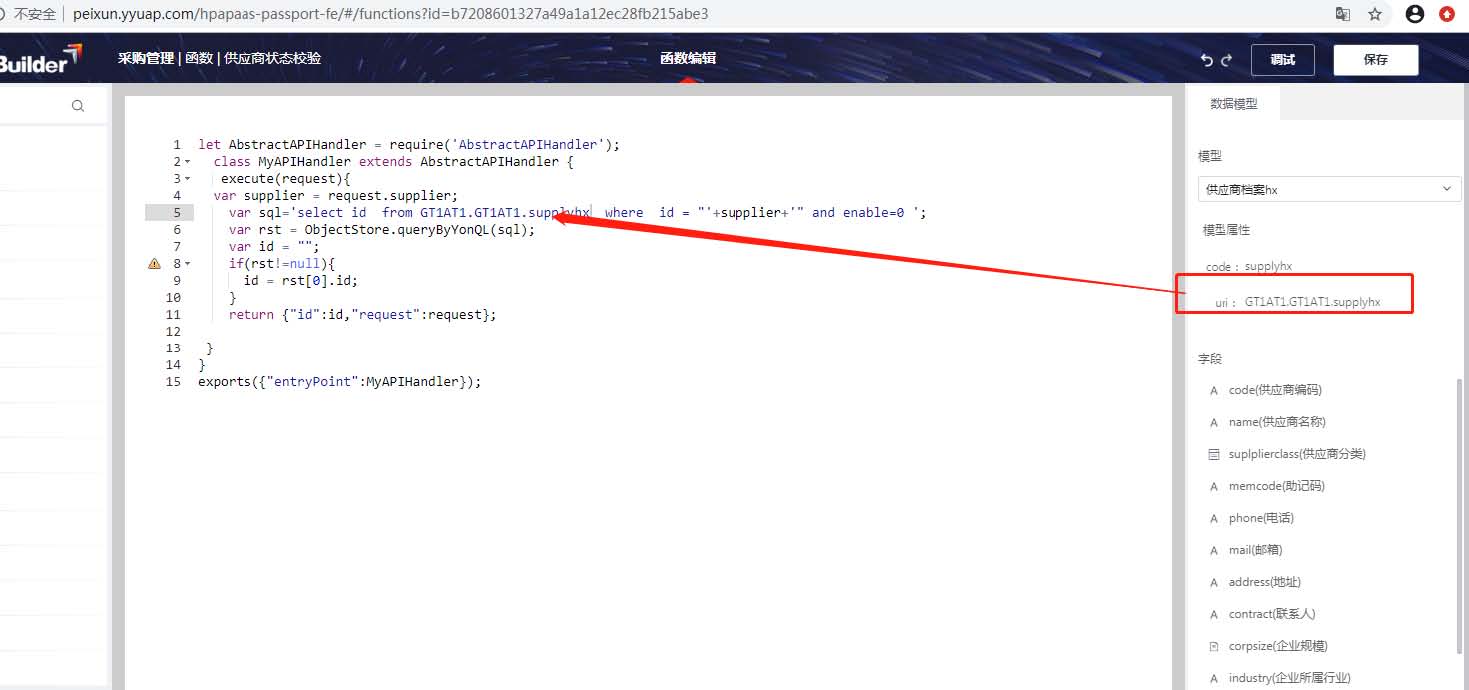 不安全 peixun.yyuap.com/hpapaas-passport-fe/#/functions?id=b7208601327a49a1a12ec28fb215abe3
Builder 采购管理 | 函数 | 供应商状态校验 函数编辑 调试 保存
数据模型
1 let AbstractAPIHandler = require('AbstractAPIHandler');
2 class MyAPIHandler extends AbstractAPIHandler {
3 execute(request){
4 var supplier = request.supplier;
5 var sql='select id  from GT1AT1.GT1AT1.supplyhx  where  id = "'+supplier+'" and enable=0 ';
6 var rst = ObjectStore.queryByYonQL(sql);
7 var id = "";
8 if(rst!=null){
9 id = rst[0].id;
10 }
11 return {"id":id,"request":request};
12
13 }
14 }
15 exports({"entryPoint":MyAPIHandler});
模型
供应商档案hx
模型属性
code： supplyhx
uri： GT1AT1.GT1AT1.supplyhx
字段
A code(供应商编码)
A name(供应商名称)
suplplierclass(供应商分类)
A memcode(助记码)
A phone(电话)
A mail(邮箱)
A address(地址)
A contract(联系人)
corpsize(企业规模)
A industry(企业所属行业)